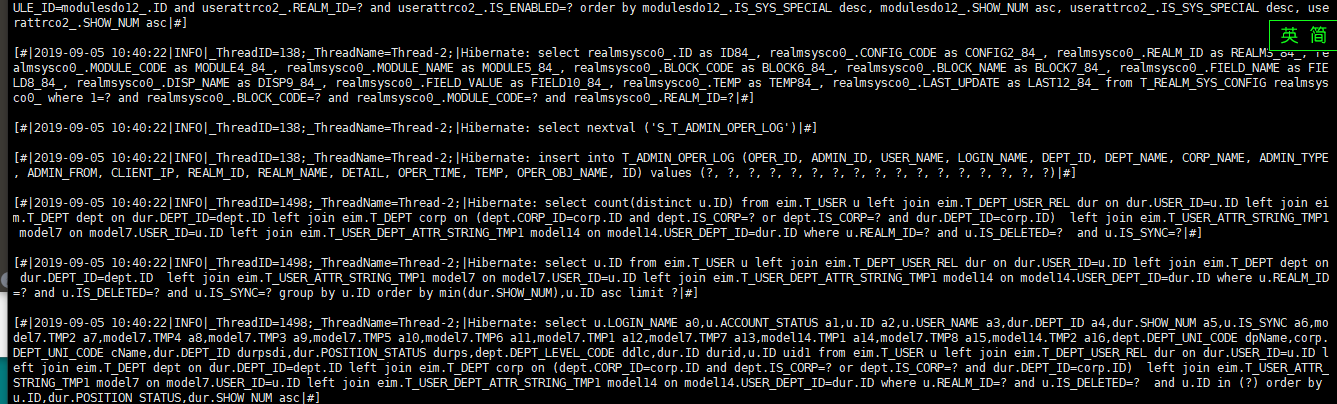 ULE_ID=modulesdo12_.ID and userattrco2_.REALM_ID=? and userattrco2_.IS_ENABLED=? order by modulesdo12_.IS_SYS_SPECIAL desc, modulesdo12_.SHOW_NUM asc, userattrco2_.IS_SYS_SPECIAL desc, use
rattrco2_.SHOW_NUM asc|#]
英 简
[#|2019-09-05 10:40:22|INFO|_ThreadID=138;_ThreadName=Thread-2;|Hibernate: select realmsysco0_.ID as ID84_, realmsysco0_.CONFIG_CODE as CONFIG2_84_, realmsysco0_.REALM_ID as REALM3_84_, re
almsysco0_.MODULE_CODE as MODULE4_84_, realmsysco0_.MODULE_NAME as MODULE5_84_, realmsysco0_.BLOCK_CODE as BLOCK6_84_, realmsysco0_.BLOCK_NAME as BLOCK7_84_, realmsysco0_.FIELD_NAME as FIE
LD8_84_, realmsysco0_.DISP_NAME as DISP9_84_, realmsysco0_.FIELD_VALUE as FIELD10_84_, realmsysco0_.TEMP as TEMP84_, realmsysco0_.LAST_UPDATE as LAST12_84_ from T_REALM_SYS_CONFIG realmsys
co0_ where 1=? and realmsysco0_.BLOCK_CODE=? and realmsysco0_.MODULE_CODE=? and realmsysco0_.REALM_ID=?|#]
[#|2019-09-05 10:40:22|INFO|_ThreadID=138;_ThreadName=Thread-2;|Hibernate: select nextval ('S_T_ADMIN_OPER_LOG')|#]
[#|2019-09-05 10:40:22|INFO|_ThreadID=138;_ThreadName=Thread-2;|Hibernate: insert into T_ADMIN_OPER_LOG (OPER_ID, ADMIN_ID, USER_NAME, LOGIN_NAME, DEPT_ID, DEPT_NAME, CORP_NAME, ADMIN_TYPE
, ADMIN_FROM, CLIENT_IP, REALM_ID, REALM_NAME, DETAIL, OPER_TIME, TEMP, OPER_OBJ_NAME, ID) values (?, ?, ?, ?, ?, ?, ?, ?, ?, ?, ?, ?, ?, ?, ?, ?, ?)|#]
[#|2019-09-05 10:40:22|INFO|_ThreadID=1498;_ThreadName=Thread-2;|Hibernate: select count(distinct u.ID) from eim.T_USER u left join eim.T_DEPT_USER_REL dur on dur.USER_ID=u.ID left join ei
m.T_DEPT dept on dur.DEPT_ID=dept.ID left join eim.T_DEPT corp on (dept.CORP_ID=corp.ID and dept.IS_CORP=? or dept.IS_CORP=? and dur.DEPT_ID=corp.ID)  left join eim.T_USER_ATTR_STRING_TMP1
 model7 on model7.USER_ID=u.ID left join eim.T_USER_DEPT_ATTR_STRING_TMP1 model14 on model14.USER_DEPT_ID=dur.ID where u.REALM_ID=? and u.IS_DELETED=?  and u.IS_SYNC=?|#]
[#|2019-09-05 10:40:22|INFO|_ThreadID=1498;_ThreadName=Thread-2;|Hibernate: select u.ID from eim.T_USER u left join eim.T_DEPT_USER_REL dur on dur.USER_ID=u.ID left join eim.T_DEPT dept on
 dur.DEPT_ID=dept.ID  left join eim.T_USER_ATTR_STRING_TMP1 model7 on model7.USER_ID=u.ID left join eim.T_USER_DEPT_ATTR_STRING_TMP1 model14 on model14.USER_DEPT_ID=dur.ID where u.REALM_ID
=? and u.IS_DELETED=? and u.IS_SYNC=? group by u.ID order by min(dur.SHOW_NUM),u.ID asc limit ?|#]
[#|2019-09-05 10:40:22|INFO|_ThreadID=1498;_ThreadName=Thread-2;|Hibernate: select u.LOGIN_NAME a0,u.ACCOUNT_STATUS a1,u.ID a2,u.USER_NAME a3,dur.DEPT_ID a4,dur.SHOW_NUM a5,u.IS_SYNC a6,mo
del7.TMP2 a7,model7.TMP4 a8,model7.TMP3 a9,model7.TMP5 a10,model7.TMP6 a11,model7.TMP1 a12,model7.TMP7 a13,model14.TMP1 a14,model7.TMP8 a15,model14.TMP2 a16,dept.DEPT_UNI_CODE dpName,corp.
DEPT_UNI_CODE cName,dur.DEPT_ID durpsdi,dur.POSITION_STATUS durps,dept.DEPT_LEVEL_CODE ddlc,dur.ID durid,u.ID uid1 from eim.T_USER u left join eim.T_DEPT_USER_REL dur on dur.USER_ID=u.ID l
eft join eim.T_DEPT dept on dur.DEPT_ID=dept.ID left join eim.T_DEPT corp on (dept.CORP_ID=corp.ID and dept.IS_CORP=? or dept.IS_CORP=? and dur.DEPT_ID=corp.ID)  left join eim.T_USER_ATTR_
STRING_TMP1 model7 on model7.USER_ID=u.ID left join eim.T_USER_DEPT_ATTR_STRING_TMP1 model14 on model14.USER_DEPT_ID=dur.ID where u.REALM_ID=? and u.IS_DELETED=?  and u.ID in (?) order by
u.ID,dur.POSITION_STATUS,dur.SHOW_NUM asc|#]